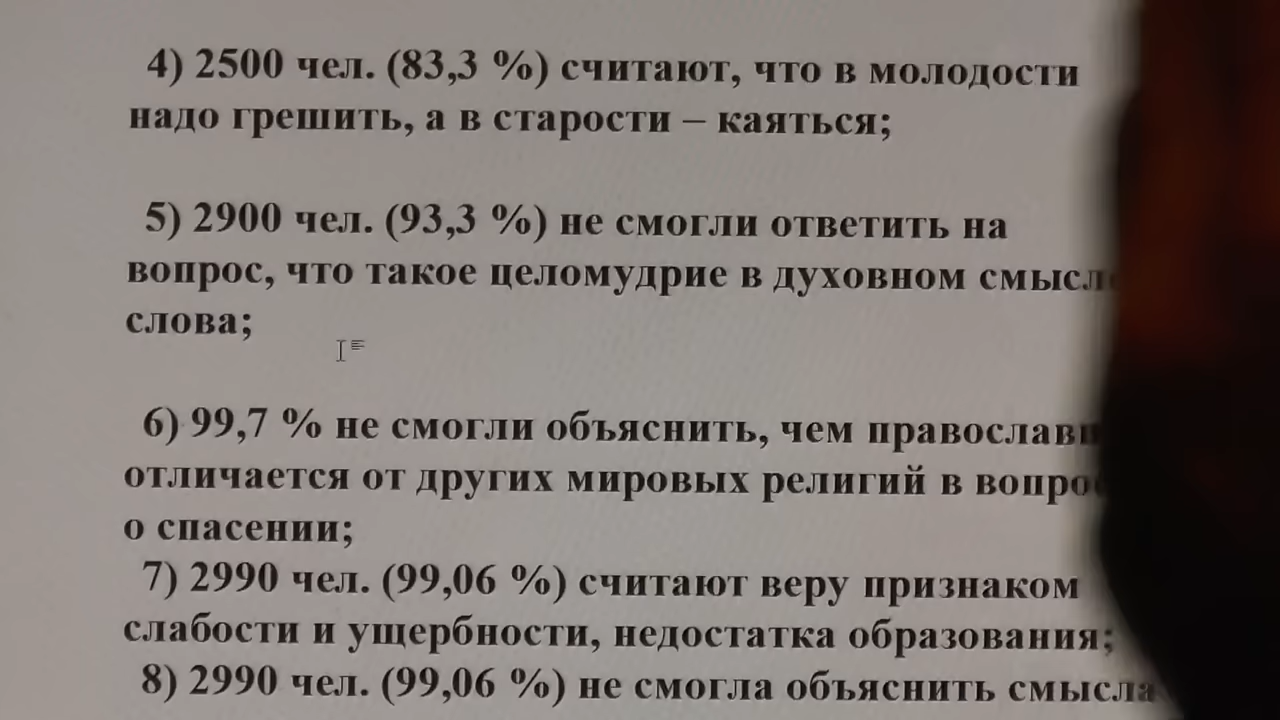 4) 2500 чел. (83,3 %) считают, что в молодости
надо грешить, а в старости – каяться;
5) 2900 чел. (93,3 %) не смогли ответить на
вопрос, что такое целомудрие в духовном
слова;
6) 99,7 % не смогли объяснить, чем
отличается от других мировых религий в
о спасении;
7) 2990 чел. (99,06 %) считают веру признаком
слабости и ущербности, недостатка образования;
8) 2990 чел. (99,06 %) не смогла объяснить смысла